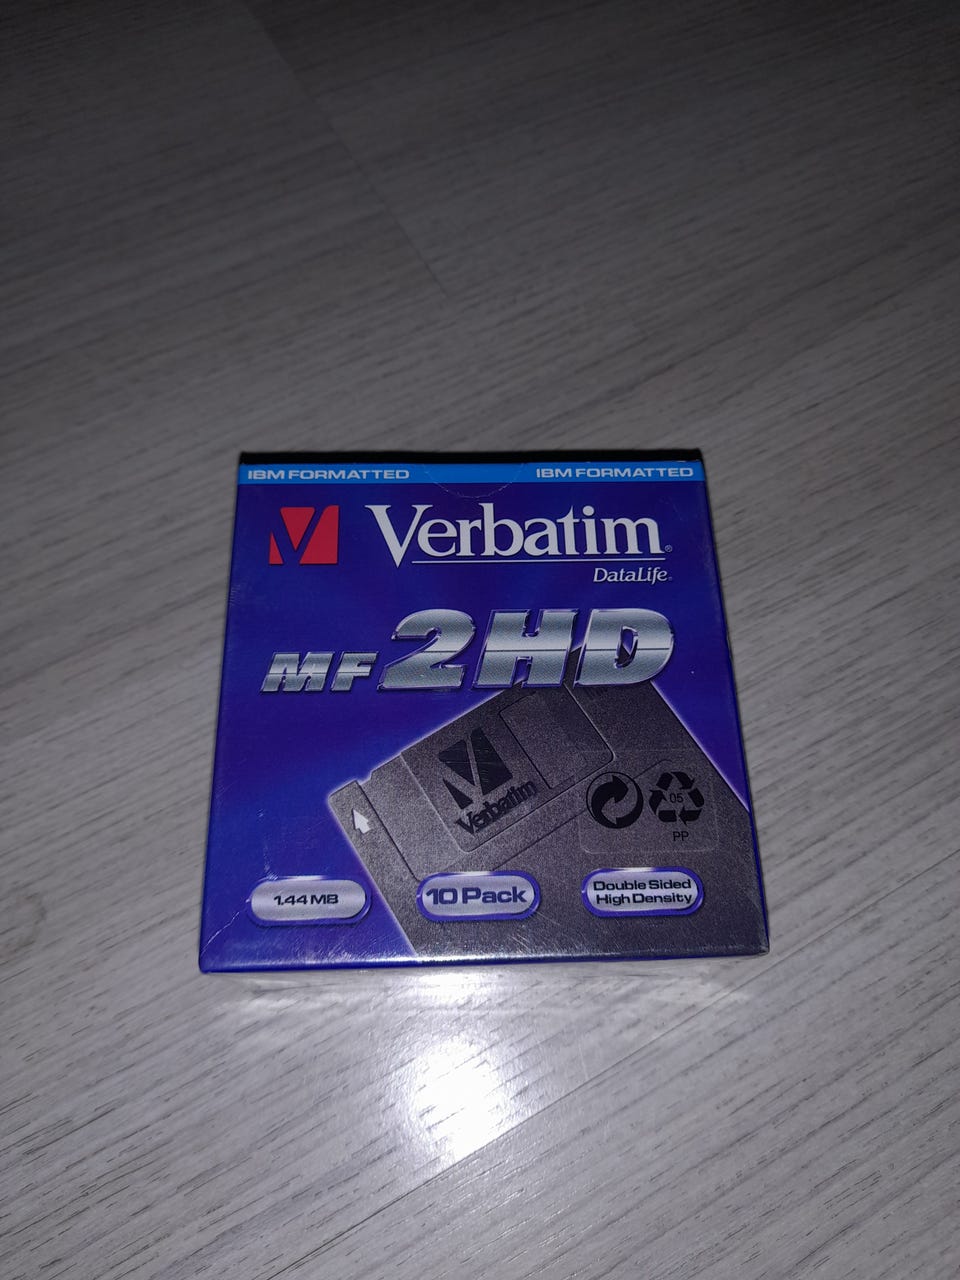 IBM FORMATTED IBM FORMATTED
Verbatim®
DataLife®
MF 2HD
Verbatim
05
PP
1.44 MB
10 Pack
Double Sided
High Density